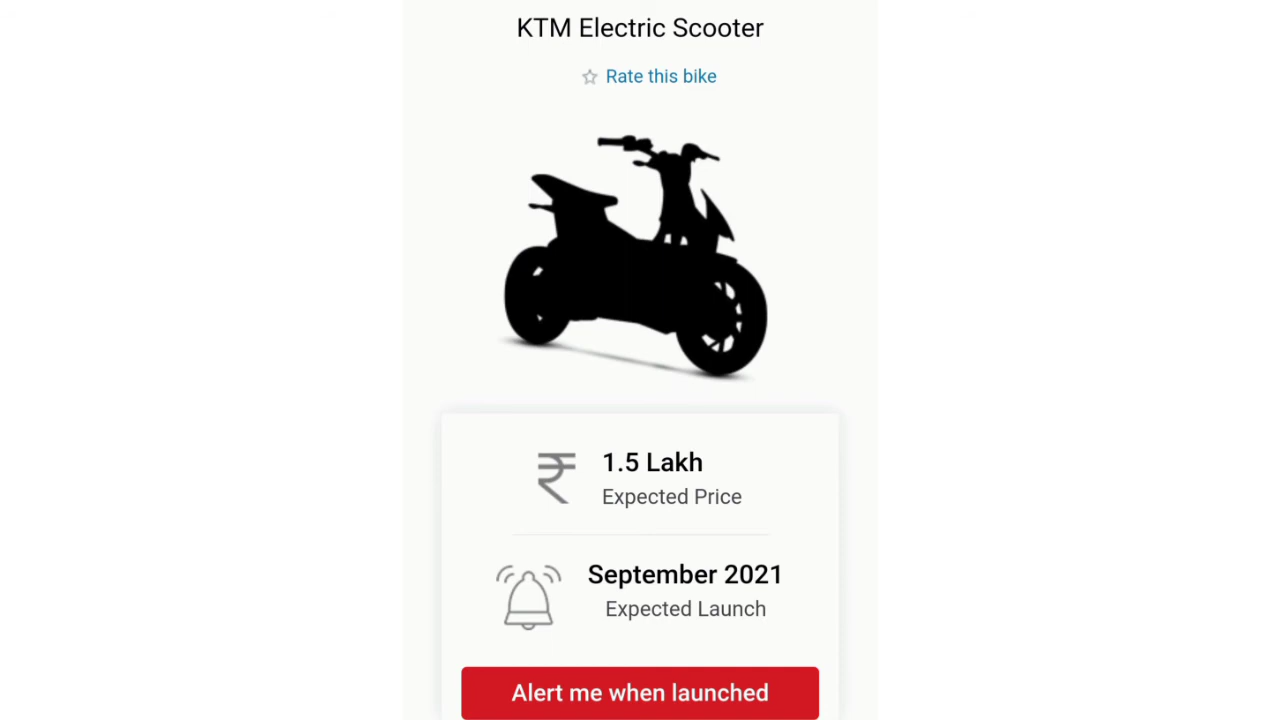 KTM Electric Scooter
Rate this bike
₹ 1.5 Lakh
Expected Price
September 2021
Expected Launch
Alert me when launched